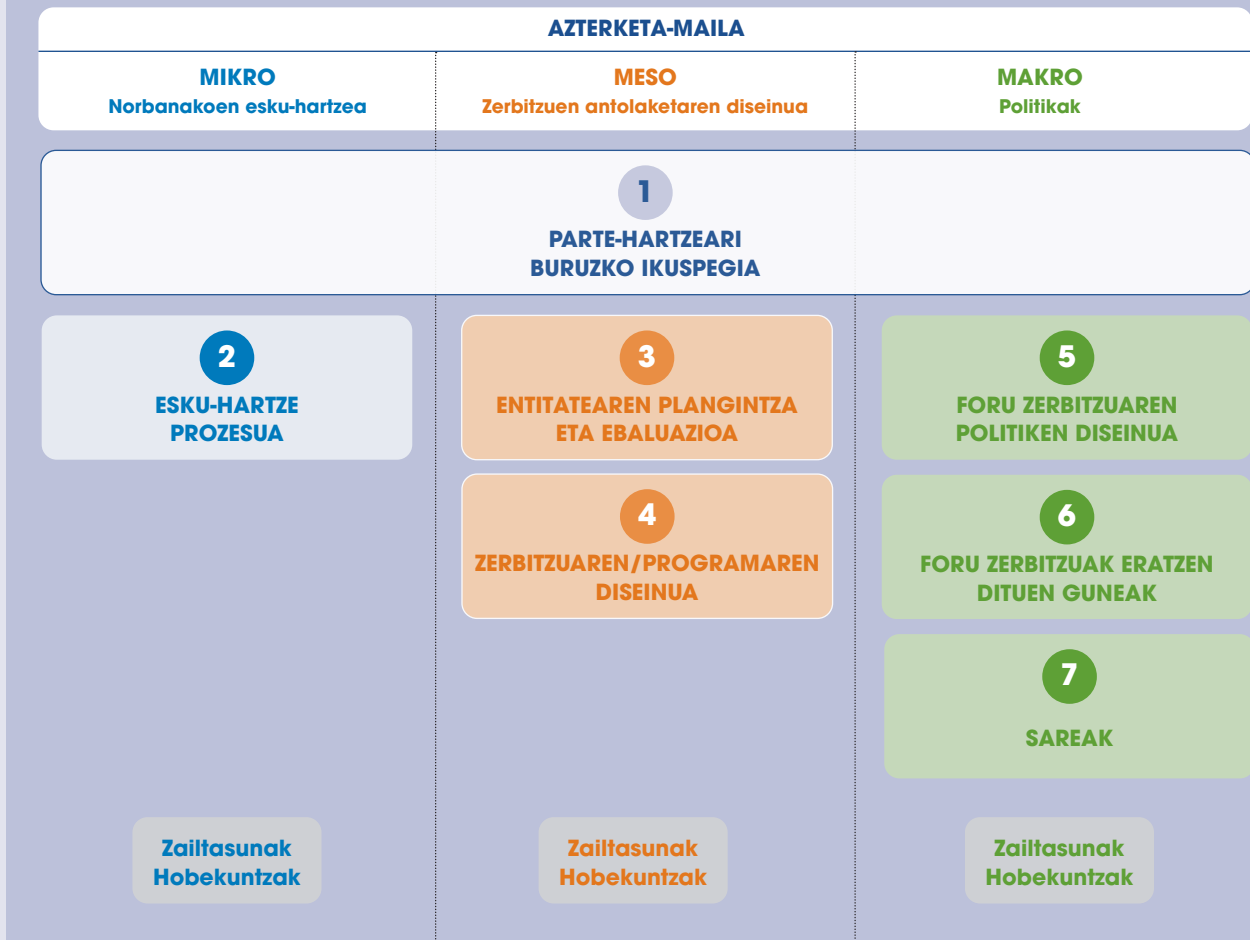 AZTERKETA-MAILA
MIKRO
Norbanakoen esku-hartzea
MESO
Zerbitzuen antolaketaren diseinua
MAKRO
Politikak
1
PARTE-HARTZEARI
BURUZKO IKUSPEGIA
2
ESKU-HARTZE
PROZESUA
3
ENTITATEAREN PLANGINTZA
ETA EBALUAZIOA
4
ZERBITZUAREN/PROGRAMAREN
DISEINUA
5
FORU ZERBITZUAREN
POLITIKEN DISEINUA
6
FORU ZERBITZUAK ERATZEN
DITUEN GUNEAK
7
SAREAK
Zailtasunak
Hobekuntzak
Zailtasunak
Hobekuntzak
Zailtasunak
Hobekuntzak